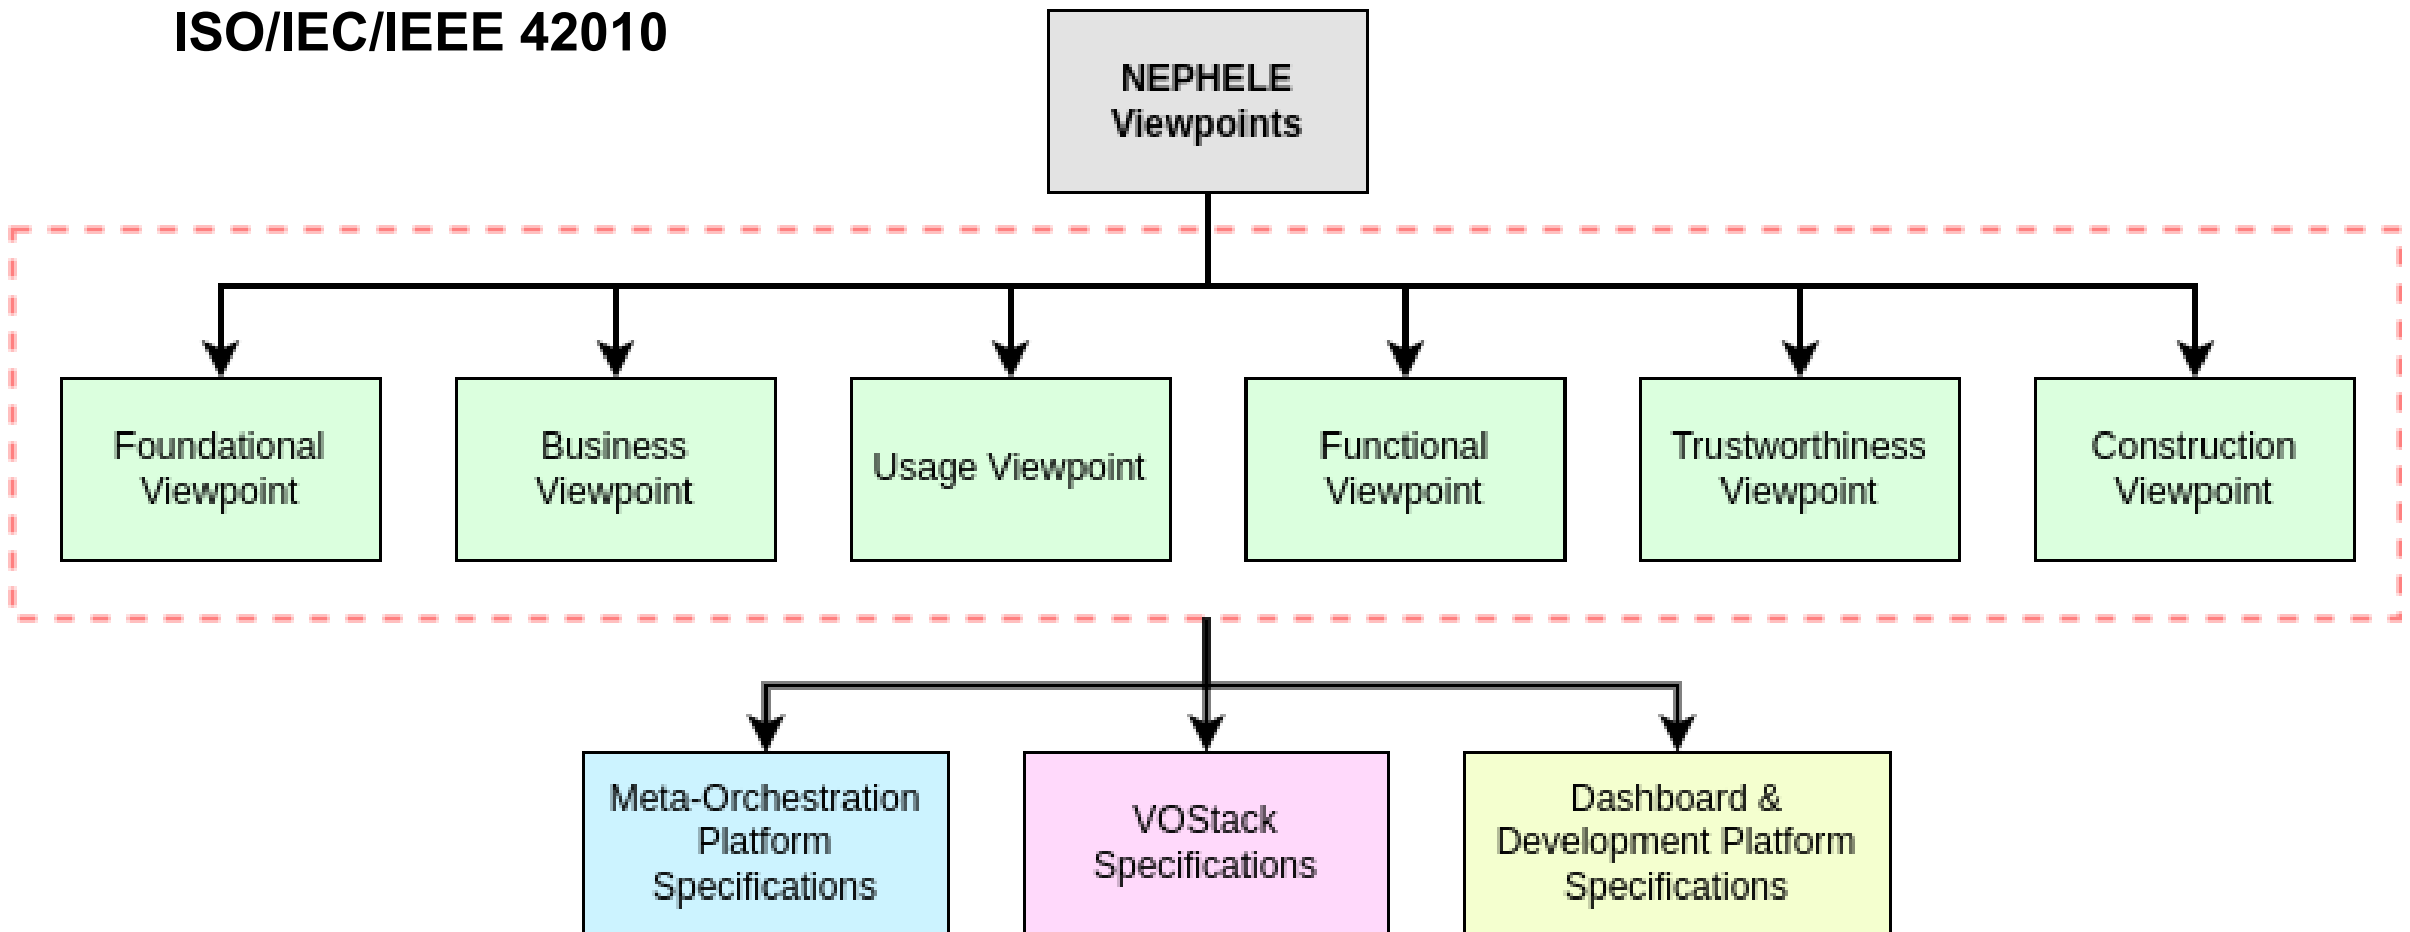 ISO/IEC/IEEE 42010
NEPHELE
Viewpoints
Foundational
Viewpoint
Business
Viewpoint
Usage Viewpoint
Functional
Viewpoint
Trustworthiness
Viewpoint
Construction
Viewpoint
Meta-Orchestration
Platform
Specifications
VOStack
Specifications
Dashboard &
Development Platform
Specifications